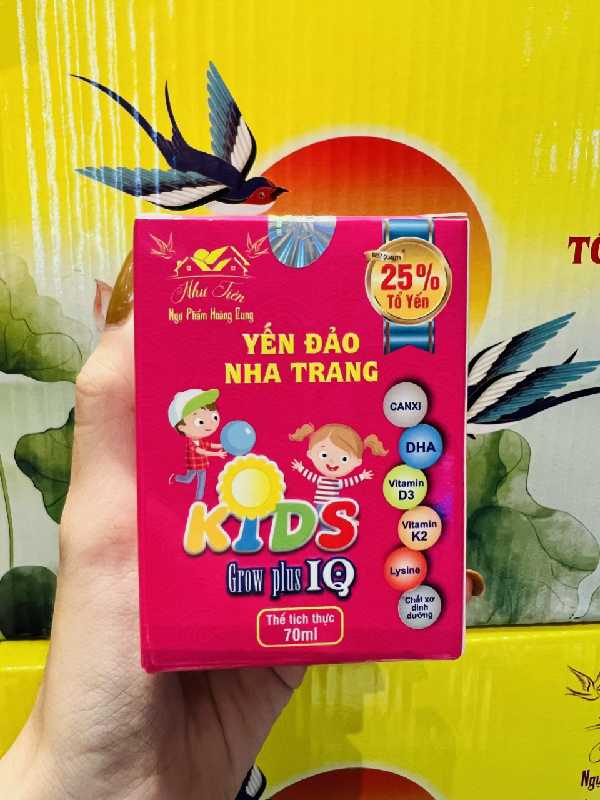 Như Tiên
Ngự Phẩm Hoàng Cung
25%
Tổ Yến
YẾN ĐẢO
NHA TRANG
CANXI
DHA
Vitamin
D3
Vitamin
K2
Lysine
Chất xơ
dinh
dưỡng
KIDS
Grow plus IQ
Thể tích thực
70ml